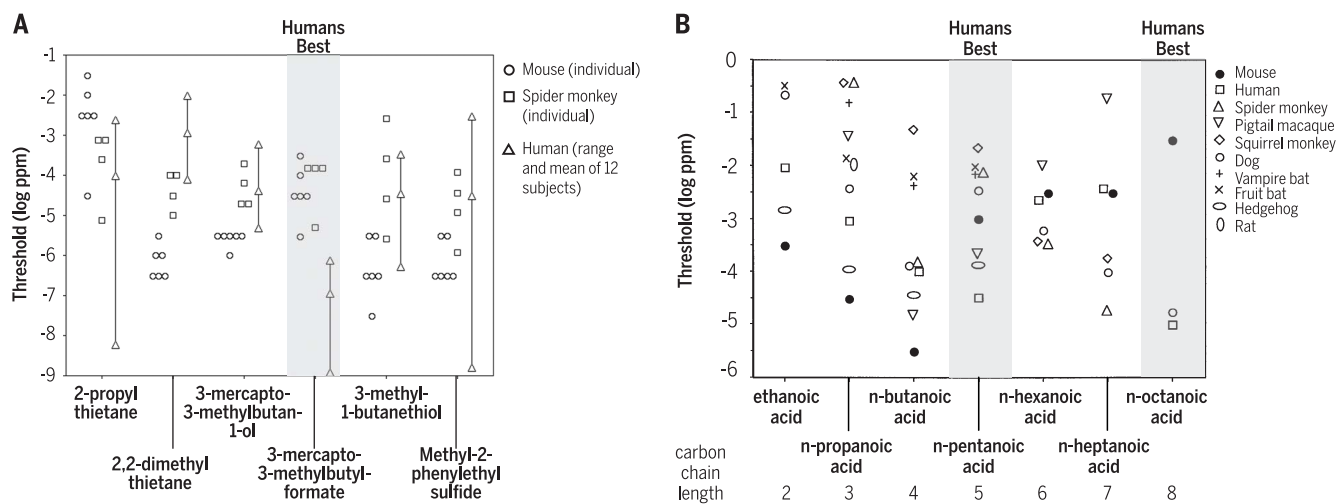 A
Humans
Best
-1
-2
-3
-4
-5
-6
-7
-8
-9
Threshold (log ppm)
Mouse (individual)
Spider monkey
(individual)
Human (range
and mean of 12
subjects)
2-propyl
thietane
3-mercapto-
3-methylbutan-
1-ol
3-methyl-
1-butanethiol
2,2-dimethyl
thietane
3-mercapto-
3-methylbutyl-
formate
Methyl-2-
phenylethyl
sulfide
B
Humans
Best
Humans
Best
0
-1
-2
-3
-4
-5
-6
Threshold (log ppm)
Mouse
Human
Spider monkey
Pigtail macaque
Squirrel monkey
Dog
Vampire bat
Fruit bat
Hedgehog
Rat
ethanoic
acid
n-butanoic
acid
n-hexanoic
acid
n-octanoic
acid
n-propanoic
acid
n-pentanoic
acid
n-heptanoic
acid
carbon
chain
length
2 3 4 5 6 7 8